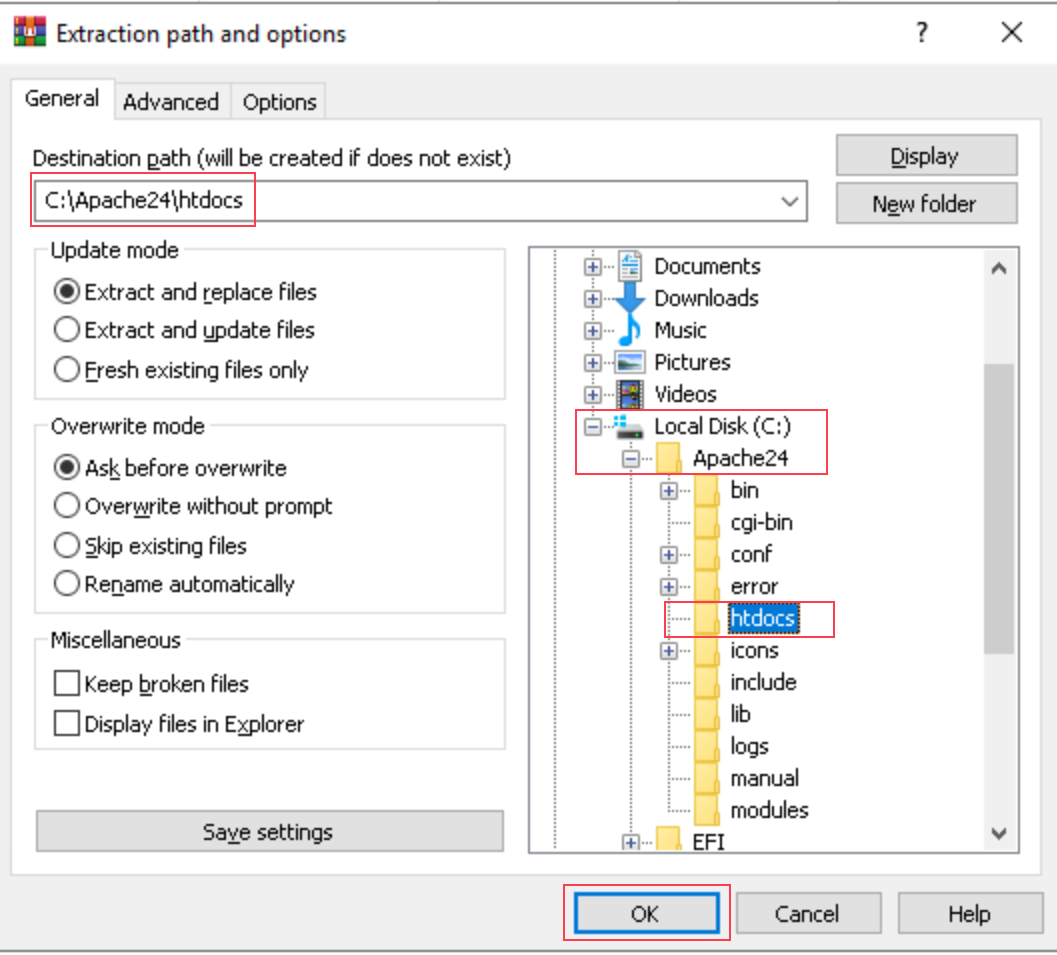 Extraction path and options
?
General
Advanced
Options
Destination path (will be created if does not exist)
Display
C:\Apache24\htdocs
New folder
Update mode
Extract and replace files
Extract and update files
Fresh existing files only
Overwrite mode
Ask before overwrite
Overwrite without prompt
Skip existing files
Rename automatically
Miscellaneous
Keep broken files
Display files in Explorer
Save settings
Documents
Downloads
Music
Pictures
Videos
Local Disk (C:)
Apache24
bin
cgi-bin
conf
error
htdocs
icons
include
lib
logs
manual
modules
EFI
OK
Cancel
Help